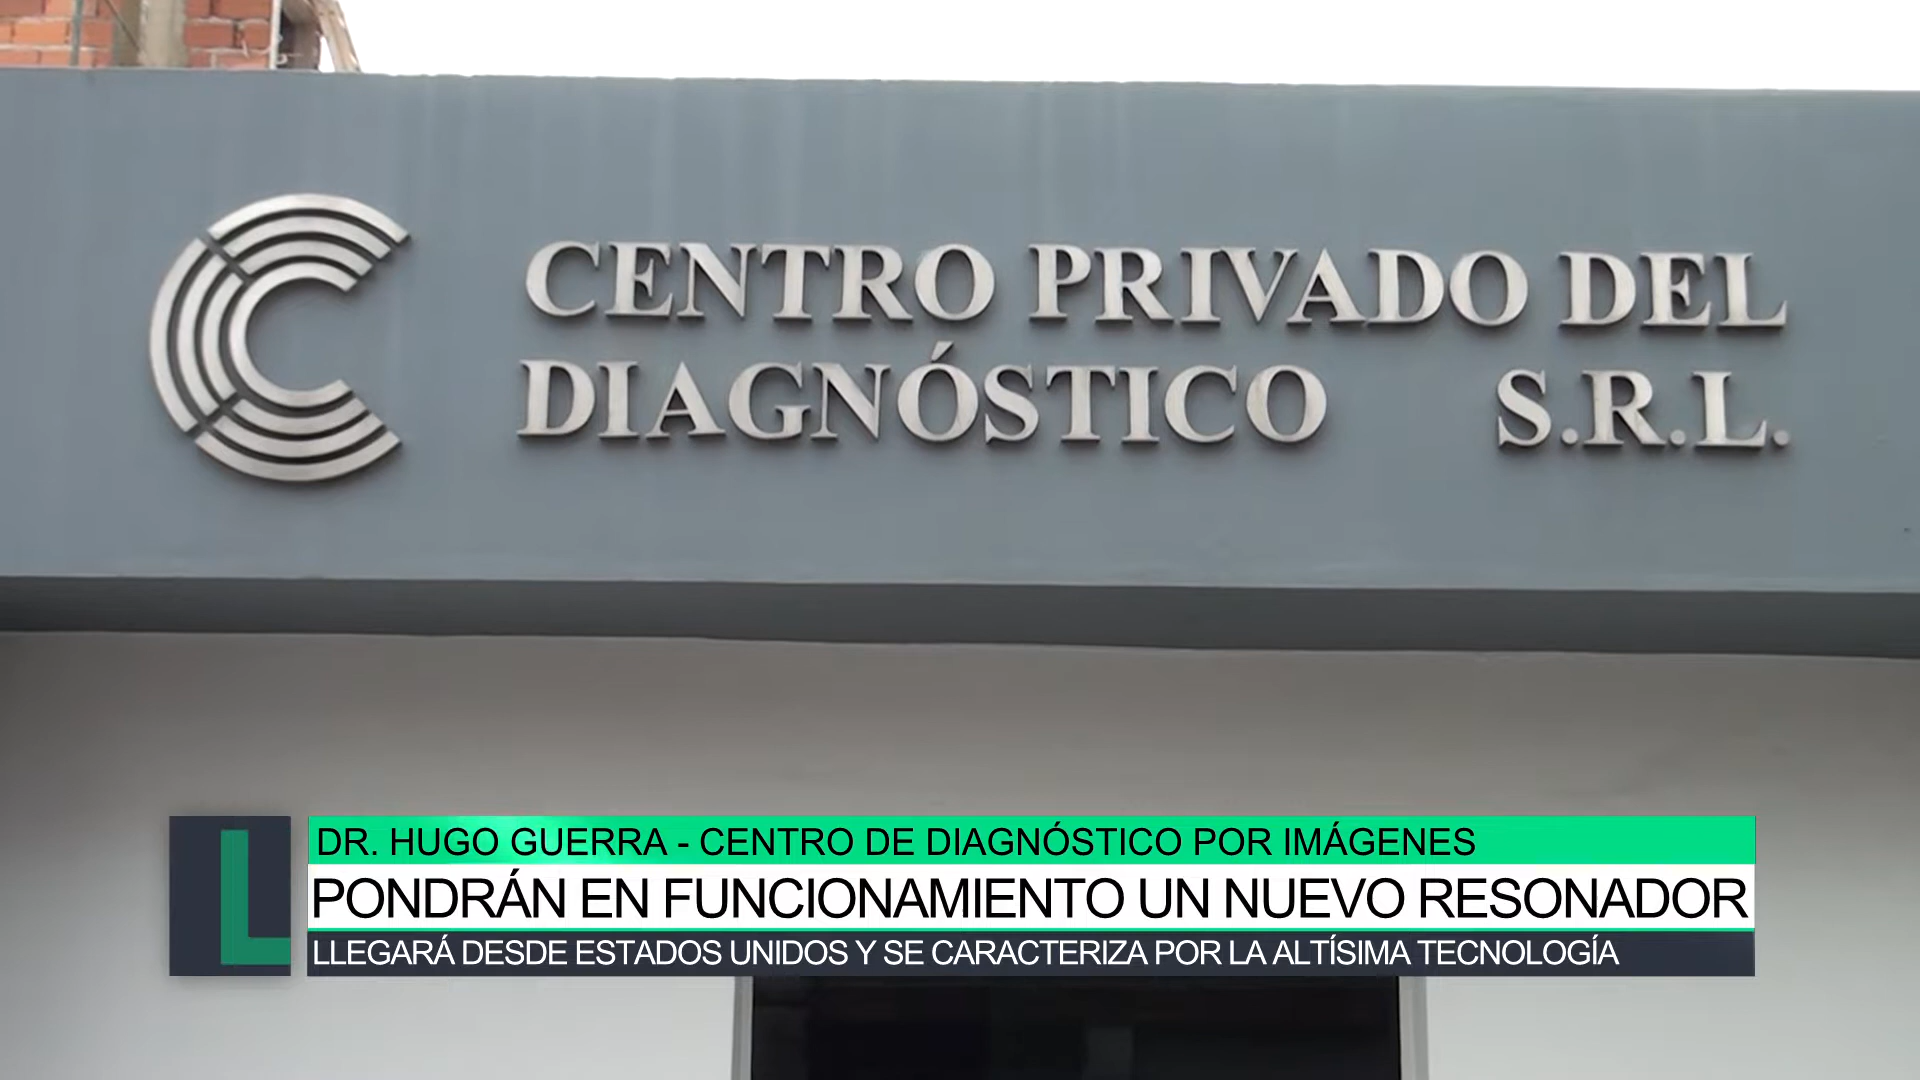 CENTRO PRIVADO DEL
DIAGNÓSTICO S.R.L.
DR. HUGO GUERRA - CENTRO DE DIAGNÓSTICO POR IMÁGENES
PONDRÁN EN FUNCIONAMIENTO UN NUEVO RESONADOR
LLEGARÁ DESDE ESTADOS UNIDOS Y SE CARACTERIZA POR LA ALTÍSIMA TECNOLOGÍA